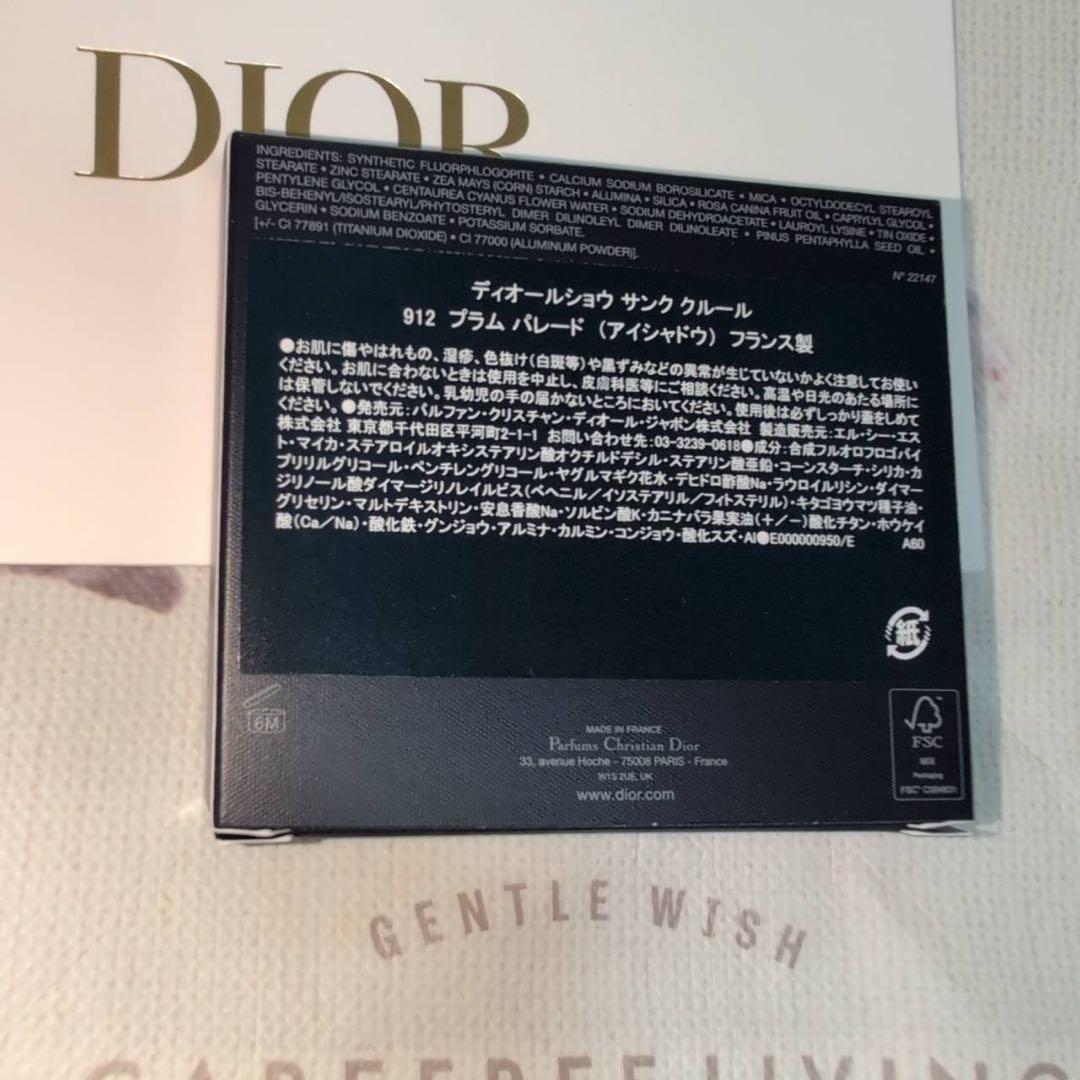 DIOR
INGREDIENTS: SYNTHETIC FLUORPHLOGOPITE • CALCIUM SODIUM BOROSILICATE • MICA • OCTYLDODECYL STEAROYL
STEARATE • ZINC STEARATE • ZEA MAYS (CORN) STARCH • ALUMINA • SILICA • ROSA CANINA FRUIT OIL • CAPRYLYL GLYCOL •
PENTYLENE GLYCOL • CENTAUREA CYANUS FLOWER WATER • SODIUM DEHYDROACETATE • LAUROYL LYSINE • TIN OXIDE •
BIS-BEHENYL/ISOSTEARYL/PHYTOSTERYL DIMER DILINOLEYL DIMER DILINOLEATE • PINUS PENTAPHYLLA SEED OIL •
GLYCERIN • SODIUM BENZOATE • POTASSIUM SORBATE.
[+/- CI 77891 (TITANIUM DIOXIDE) • CI 77000 (ALUMINUM POWDER)].
N° 22147
ディオールショウ サンク クルール
912 プラム パレード (アイシャドウ) フランス製
●お肌に傷やはれもの、湿疹、色抜け(白斑等)や黒ずみなどの異常が生じていないかよく注意してお使い
ください。お肌に合わないときは使用を中止し、皮膚科医等にご相談ください。高温や日光のあたる場所に
は保管しないでください。乳幼児の手の届かないところにおいてください。使用後は必ずしっかり蓋をしめて
ください。●発売元:パルファン・クリスチャン・ディオール・ジャポン株式会社 製造販売元:エル・シー・エス
株式会社 東京都千代田区平河町2-1-1 お問い合わせ先:03-3239-0618●成分:合成フルオロフロゴパイ
ト・マイカ・ステアロイルオキシステアリン酸オクチルドデシル・ステアリン酸亜鉛・コーンスターチ・シリカ・カ
プリリルグリコール・ペンチレングリコール・ヤグルマギク花水・デヒドロ酢酸Na・ラウロイルリシン・ダイマー
ジリノール酸ダイマージリノレイルビス(ベヘニル/イソステアリル/フィトステリル)・キタゴヨウマツ種子油・
グリセリン・マルトデキストリン・安息香酸Na・ソルビン酸K・カニナバラ果実油(+/-)酸化チタン・ホウケイ
酸(Ca/Na)・酸化鉄・グンジョウ・アルミナ・カルミン・コンジョウ・酸化スズ・Al●E000000950/E A60
紙
6M
MADE IN FRANCE
Parfums Christian Dior
33, avenue Hoche - 75008 PARIS - France
W1S 2UE, UK
www.dior.com
FSC
MIX
Packaging
GENTLE WISH
CAREFREE LIVING